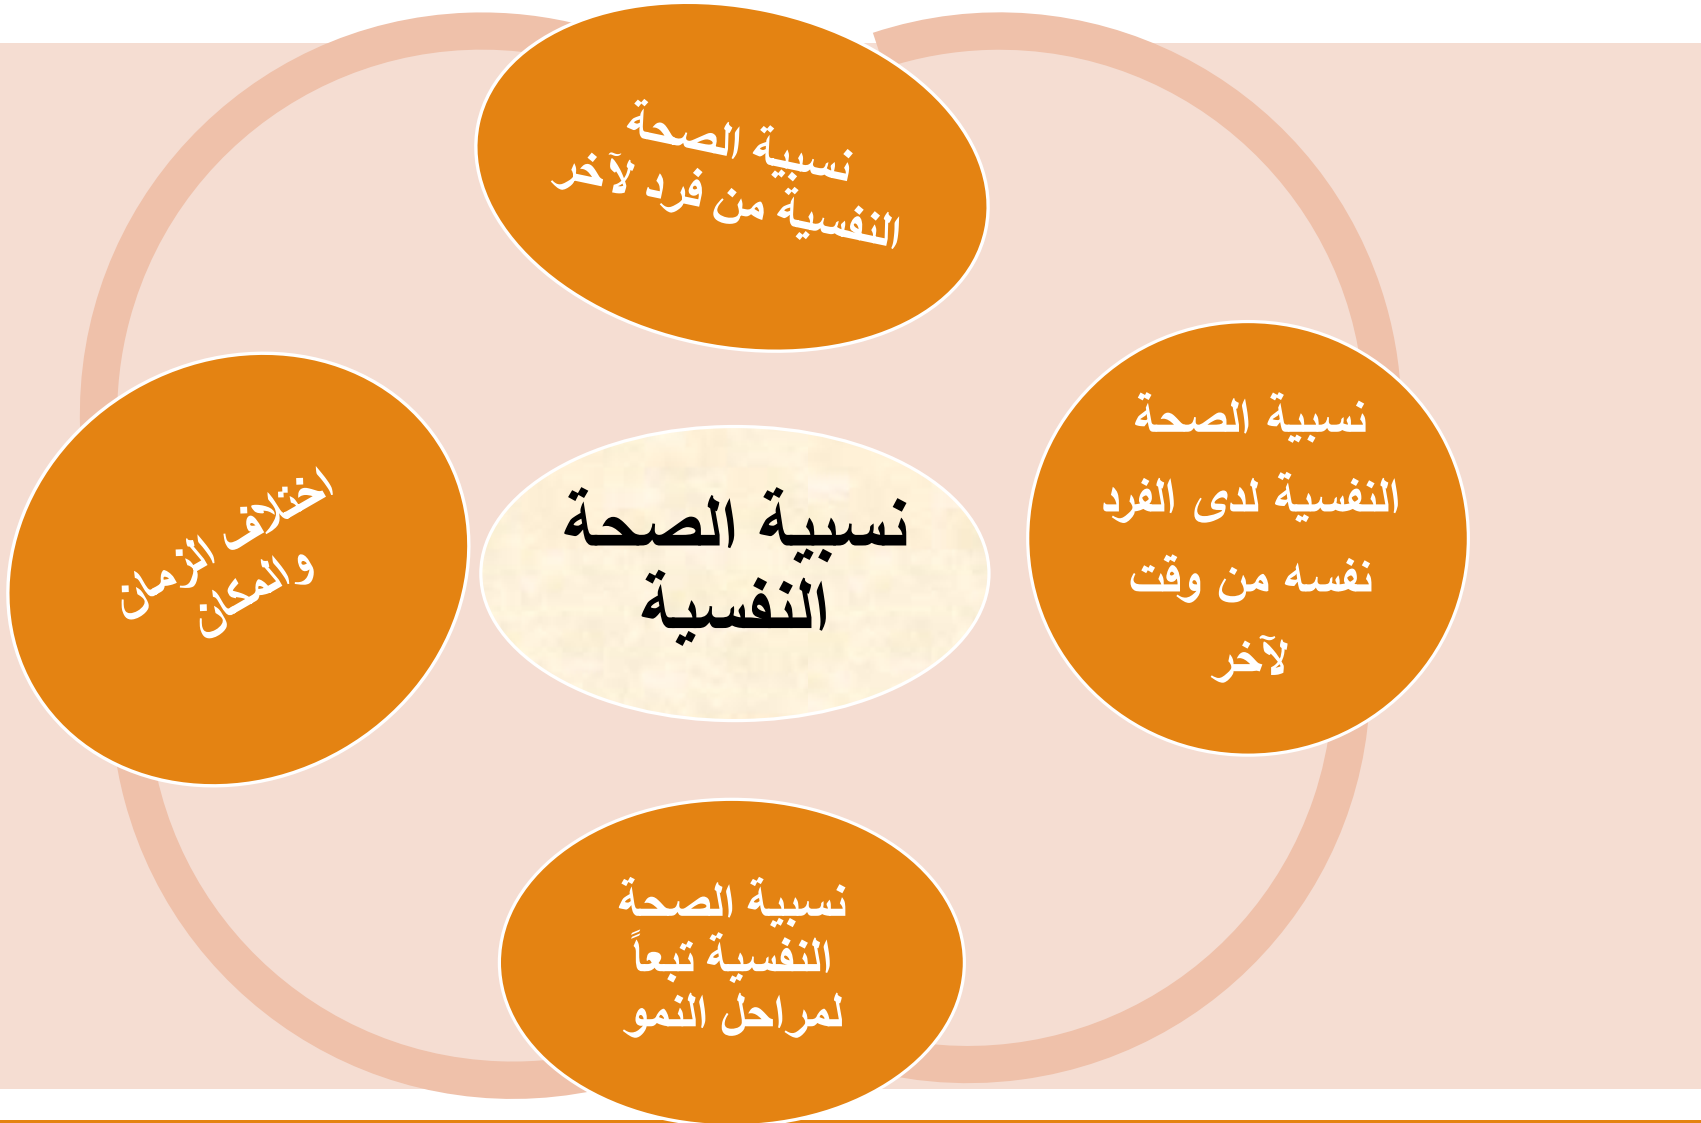 نسبية الصحة
النفسية من فرد لآخر
نسبية الصحة
النفسية لدى الفرد
نفسه من وقت
لآخر
نسبية الصحة
النفسية
اختلاف الزمان
والمكان
نسبية الصحة
النفسية تبعاً
لمراحل النمو